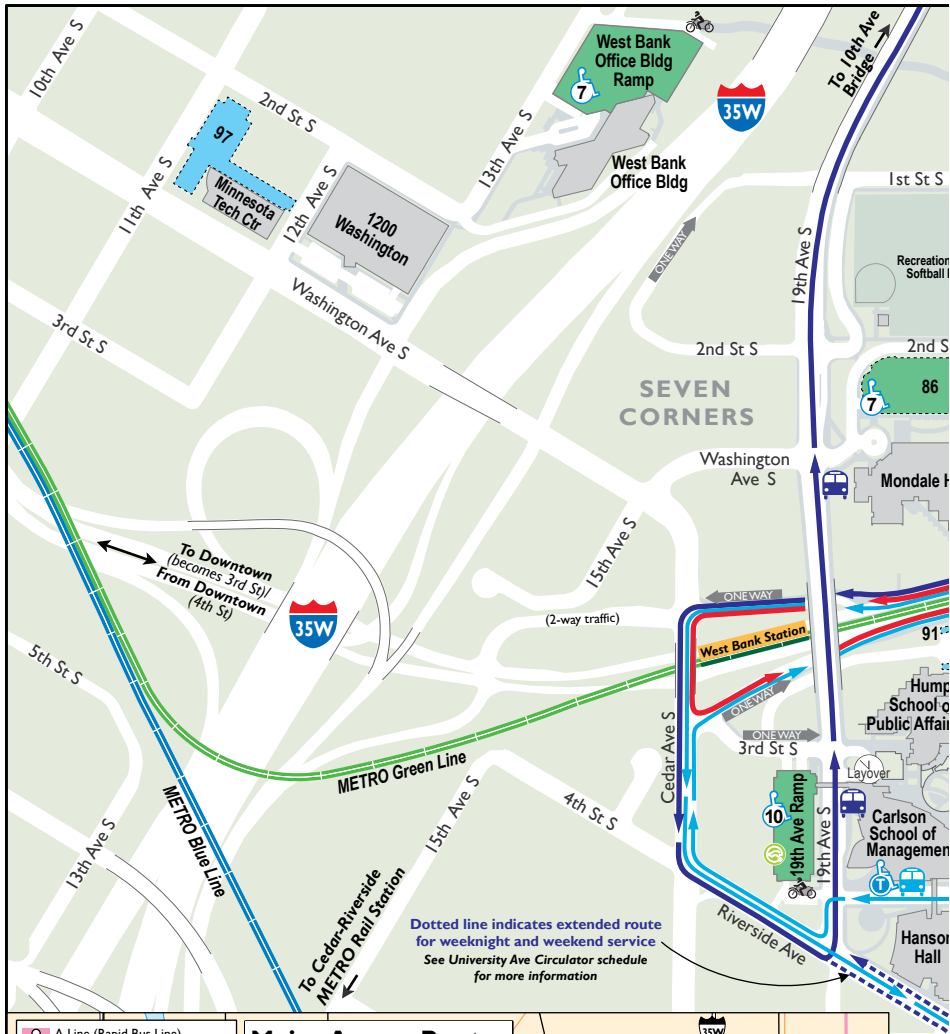 10th Ave S
2nd St S
97
11th Ave S
Minnesota
Tech Ctr
12th Ave S
1200
Washington
13th Ave S
West Bank
Office Bldg
Ramp
7
West Bank
Office Bldg
35W
To 10th Ave
Bridge
1st St S
ONE WAY
19th Ave S
Recreation
Softball
2nd St S
2nd S
86
7
SEVEN
CORNERS
Washington Ave S
3rd St S
Washington
Ave S
Mondale H
15th Ave S
To Downtown
(becomes 3rd St)/
From Downtown
(4th St)
35W
ONE WAY
(2-way traffic)
West Bank Station
91
5th St S
Hump
School o
Public Affai
ONE WAY
ONE WAY
3rd St S
Layover
METRO Green Line
METRO Blue Line
Cedar Ave S
15th Ave S
4th St S
10
19th Ave Ramp
19th Ave S
Carlson
School of
Managemen
T
13th Ave S
To Cedar-Riverside
METRO Rail Station
Riverside Ave
Hanson
Hall
Dotted line indicates extended route
for weeknight and weekend service
See University Ave Circulator schedule
for more information
A Line (Rapid Bus Line)
35W